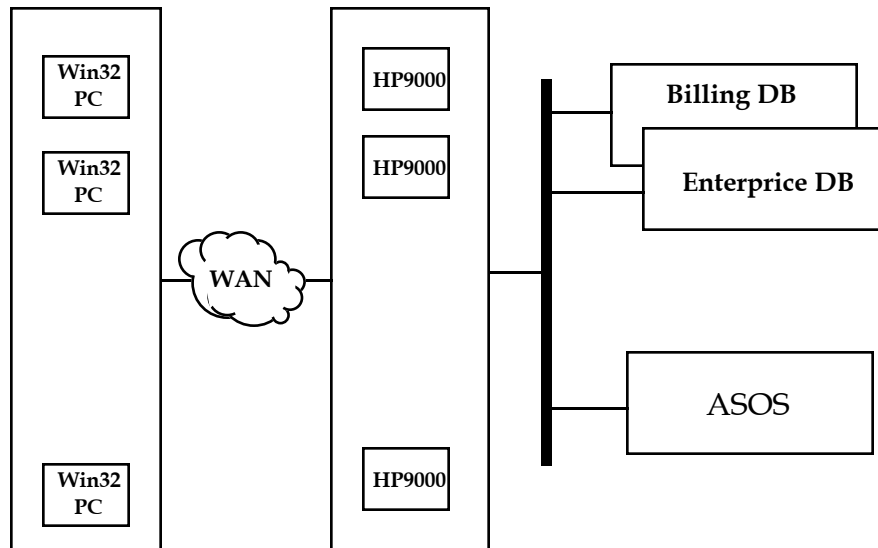 Win32
PC
Win32
PC
Win32
PC
WAN
HP9000
HP9000
HP9000
Billing DB
Enterprice DB
ASOS